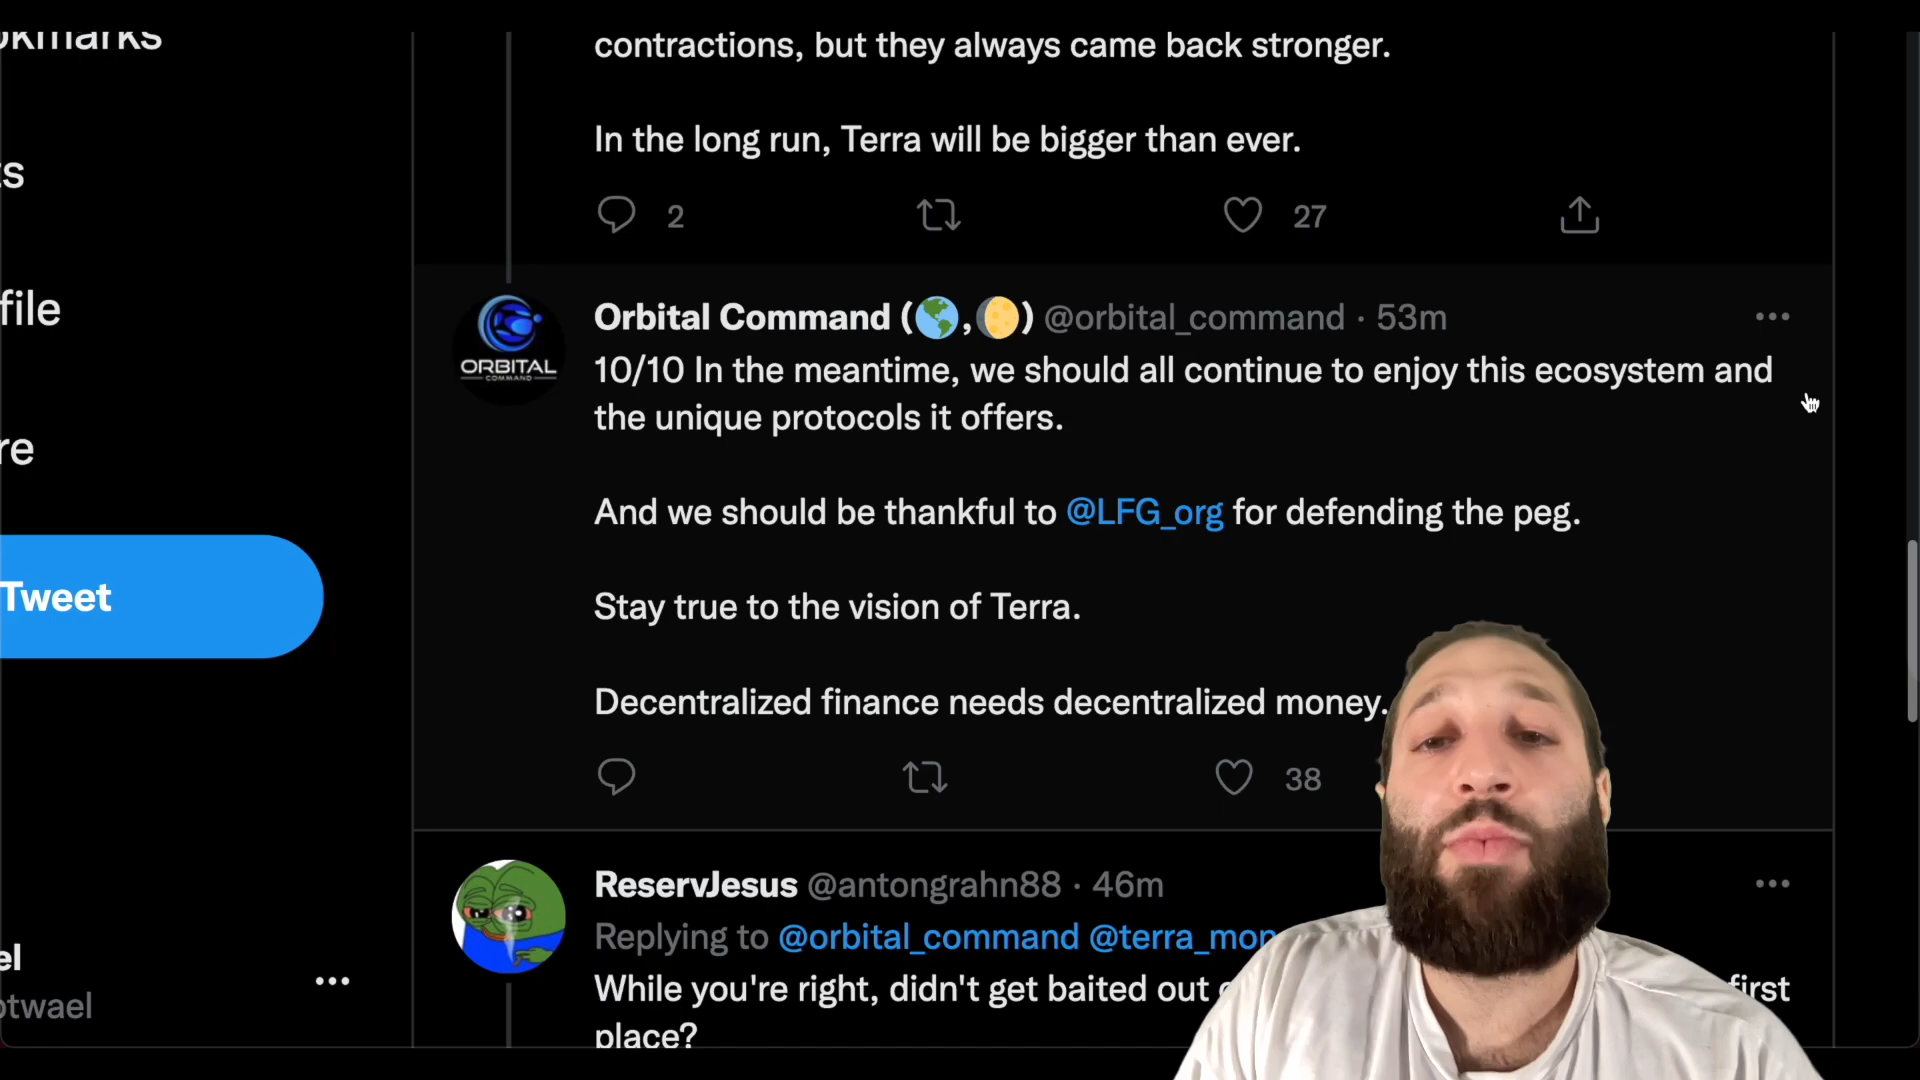 okmarks
ts
file
re
Tweet
el
otwael
contractions, but they always came back stronger.
In the long run, Terra will be bigger than ever.
2 27
ORBITAL
COMMAND
Orbital Command (🌎,🌔) @orbital_command · 53m
10/10 In the meantime, we should all continue to enjoy this ecosystem and
the unique protocols it offers.
And we should be thankful to @LFG_org for defending the peg.
Stay true to the vision of Terra.
Decentralized finance needs decentralized money.
38
ReservJesus @antongrahn88 · 46m
Replying to @orbital_command @terra_mon
While you're right, didn't get baited out first
place?